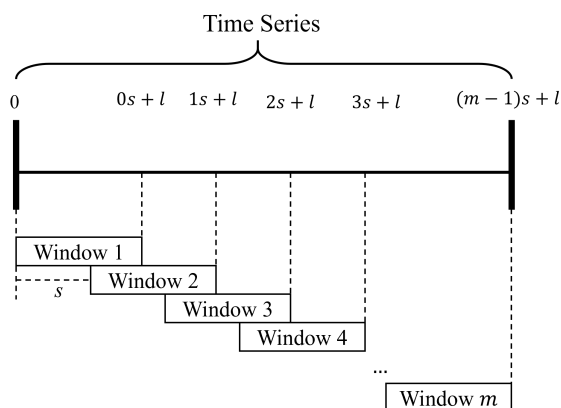 Time Series
0 0s + l 1s + l 2s + l 3s + l (m − 1)s + l
Window 1
s
Window 2
Window 3
Window 4
...
Window m